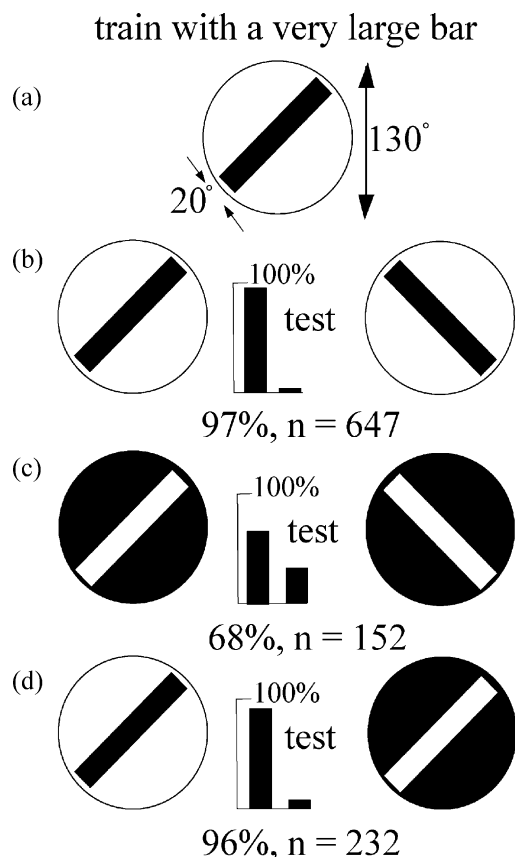 train with a very large bar
(a)
130°
20°
(b)
100%
test
97%, n = 647
(c)
100%
test
68%, n = 152
(d)
100%
test
96%, n = 232